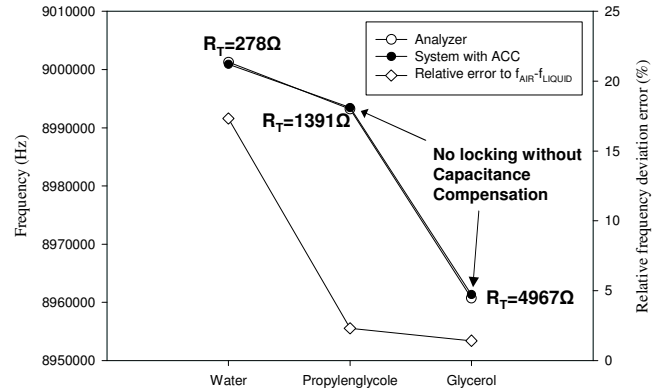 9010000
9000000
8990000
8980000
8970000
8960000
8950000
Frequency (Hz)
25
20
15
10
5
0
Relative frequency deviation error (%)
Analyzer
System with ACC
Relative error to fAIR-fLIQUID
RT=278Ω
RT=1391Ω
No locking without
Capacitance
Compensation
RT=4967Ω
Water
Propylenglycole
Glycerol